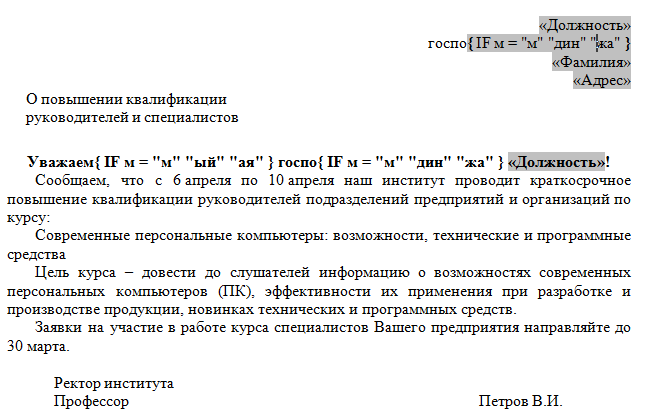 «Должность»
госпо{ IF м = "м" "дин" "жа" }
«Фамилия»
«Адрес»
О повышении квалификации
руководителей и специалистов
Уважаем{ IF м = "м" "ый" "ая" } госпо{ IF м = "м" "дин" "жа" } «Должность»!
Сообщаем, что с 6 апреля по 10 апреля наш институт проводит краткосрочное
повышение квалификации руководителей подразделений предприятий и организаций по
курсу:
Современные персональные компьютеры: возможности, технические и программные
средства
Цель курса – довести до слушателей информацию о возможностях современных
персональных компьютеров (ПК), эффективности их применения при разработке и
производстве продукции, новинках технических и программных средств.
Заявки на участие в работе курса специалистов Вашего предприятия направляйте до
30 марта.
Ректор института
Профессор Петров В.И.